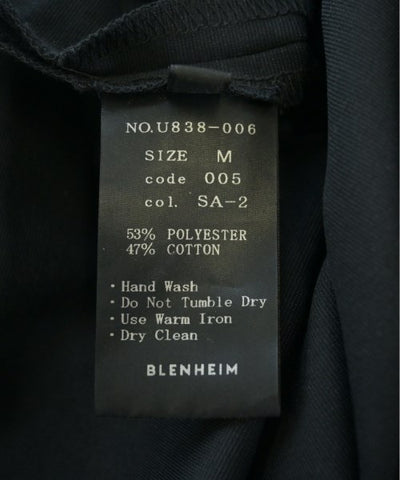 NO.U838-006
SIZE M
code 005
col. SA-2
53% POLYESTER
47% COTTON
・Hand Wash
・Do Not Tumble Dry
・Use Warm Iron
・Dry Clean
BLENHEIM